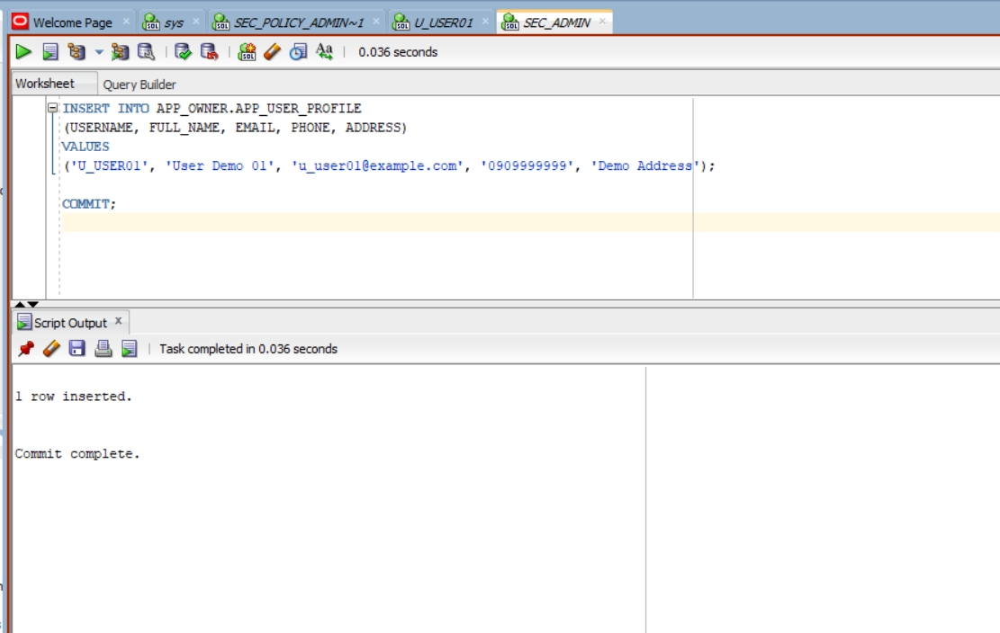 Welcome Page
sys
SEC_POLICY_ADMIN~1
U_USER01
SEC_ADMIN
0.036 seconds
Worksheet
Query Builder
INSERT INTO APP_OWNER.APP_USER_PROFILE
(USERNAME, FULL_NAME, EMAIL, PHONE, ADDRESS)
VALUES
('U_USER01', 'User Demo 01', 'u_user01@example.com', '0909999999', 'Demo Address');
COMMIT;
Script Output
Task completed in 0.036 seconds
1 row inserted.
Commit complete.